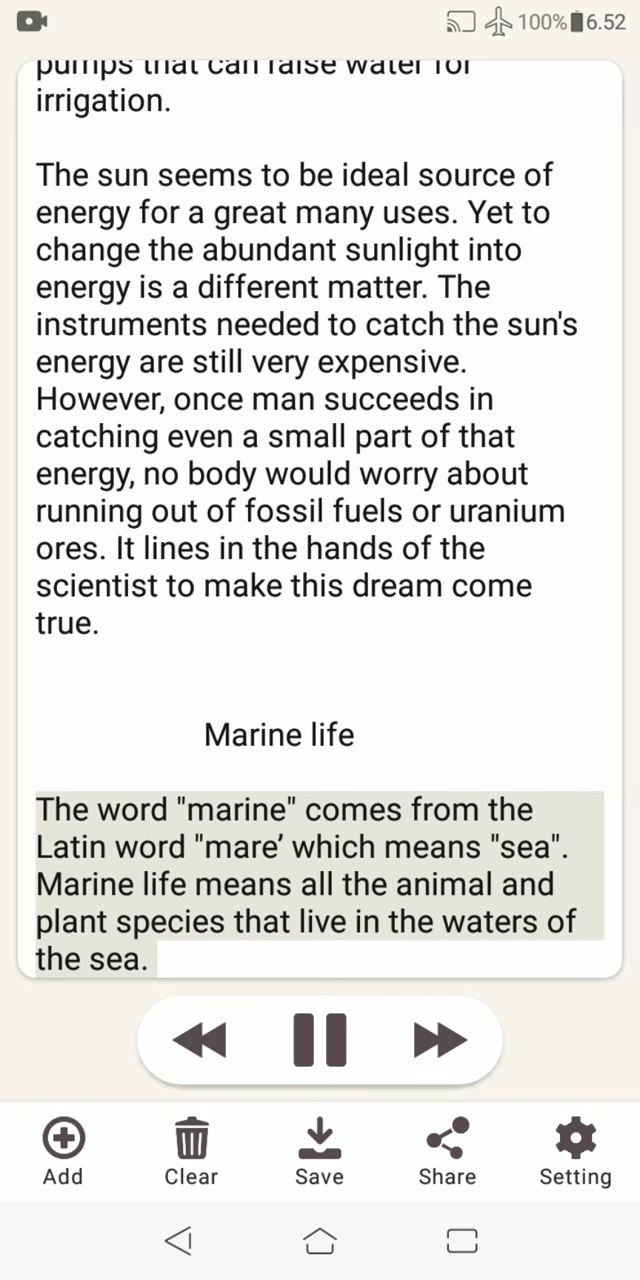 100% 6.52
pumps that can raise water for
irrigation.
The sun seems to be ideal source of
energy for a great many uses. Yet to
change the abundant sunlight into
energy is a different matter. The
instruments needed to catch the sun's
energy are still very expensive.
However, once man succeeds in
catching even a small part of that
energy, no body would worry about
running out of fossil fuels or uranium
ores. It lines in the hands of the
scientist to make this dream come
true.
Marine life
The word "marine" comes from the
Latin word "mare’ which means "sea".
Marine life means all the animal and
plant species that live in the waters of
the sea.
Add Clear Save Share Setting